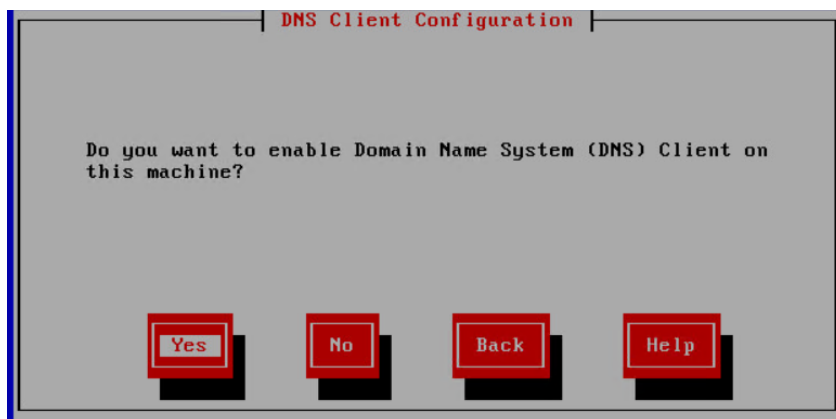 DNS Client Configuration
Do you want to enable Domain Name System (DNS) Client on
this machine?
Yes No Back Help